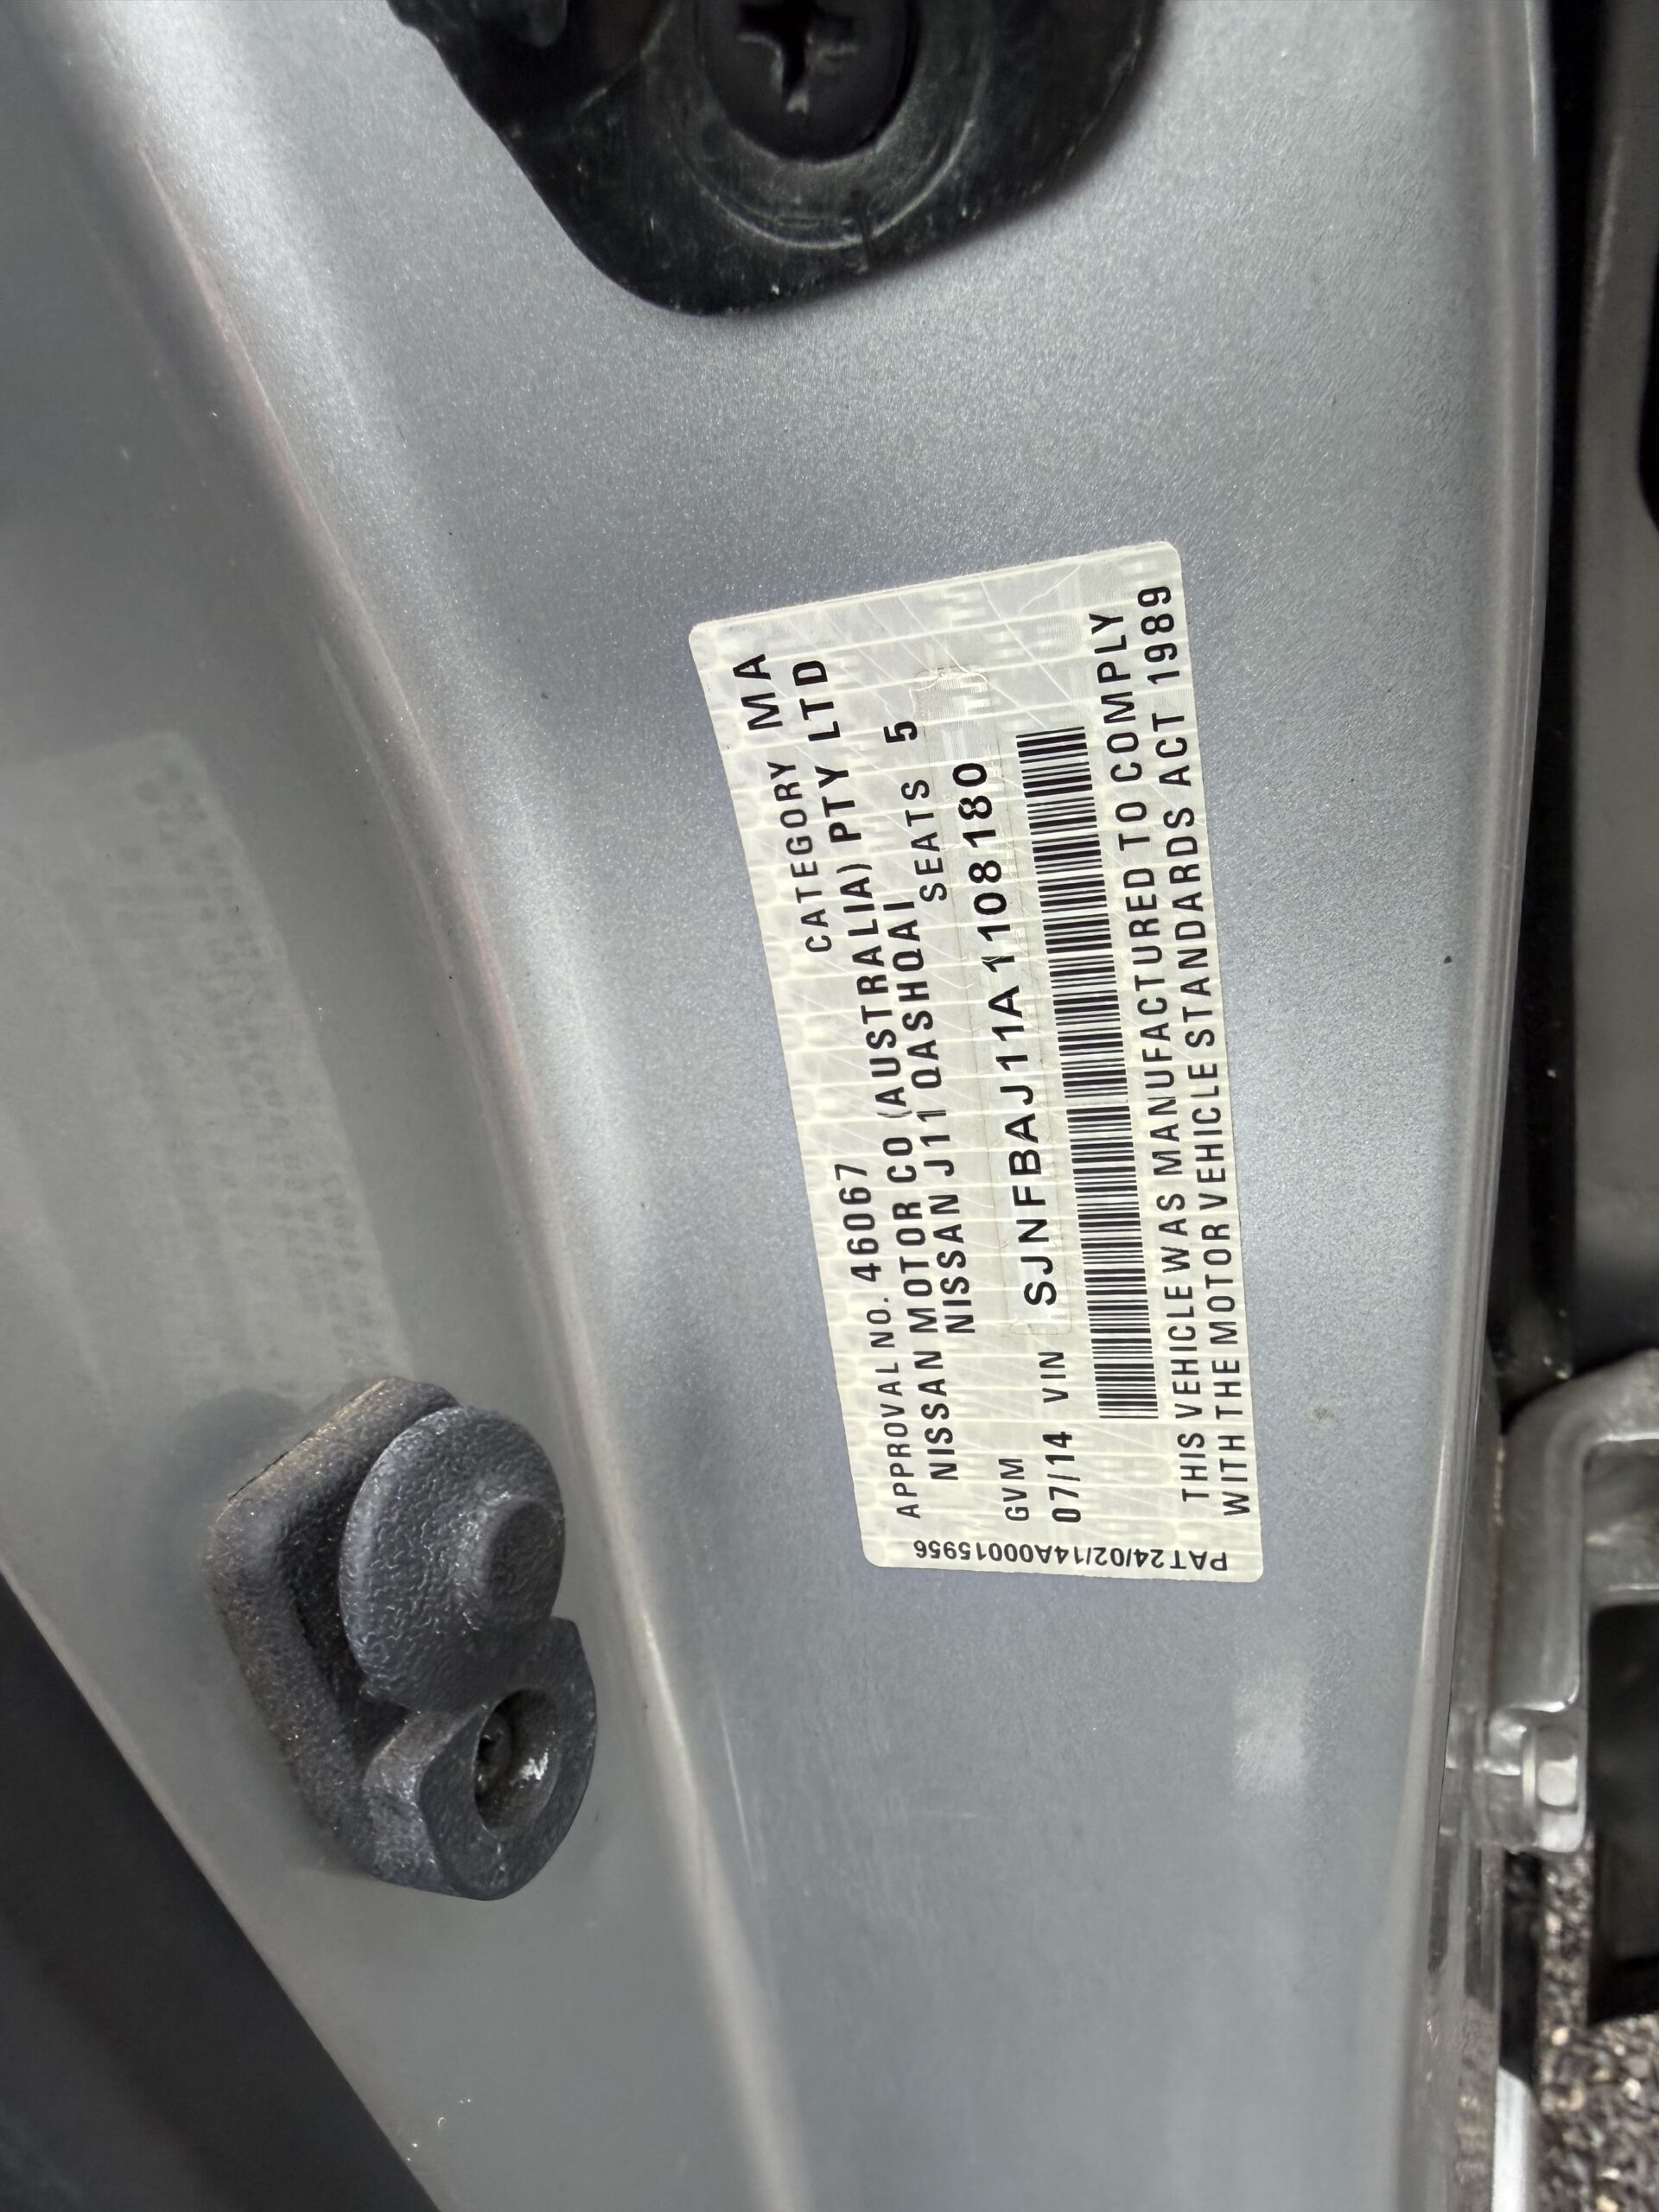 APPROVAL NO. 46067 CATEGORY MA
NISSAN MOTOR CO (AUSTRALIA) PTY LTD
NISSAN J11 QASHQAI SEATS 5
GVM
07/14 VIN SJNFBAJ11A1108180
THIS VEHICLE WAS MANUFACTURED TO COMPLY
WITH THE MOTOR VEHICLE STANDARDS ACT 1989
PAT24/02/14A00015956